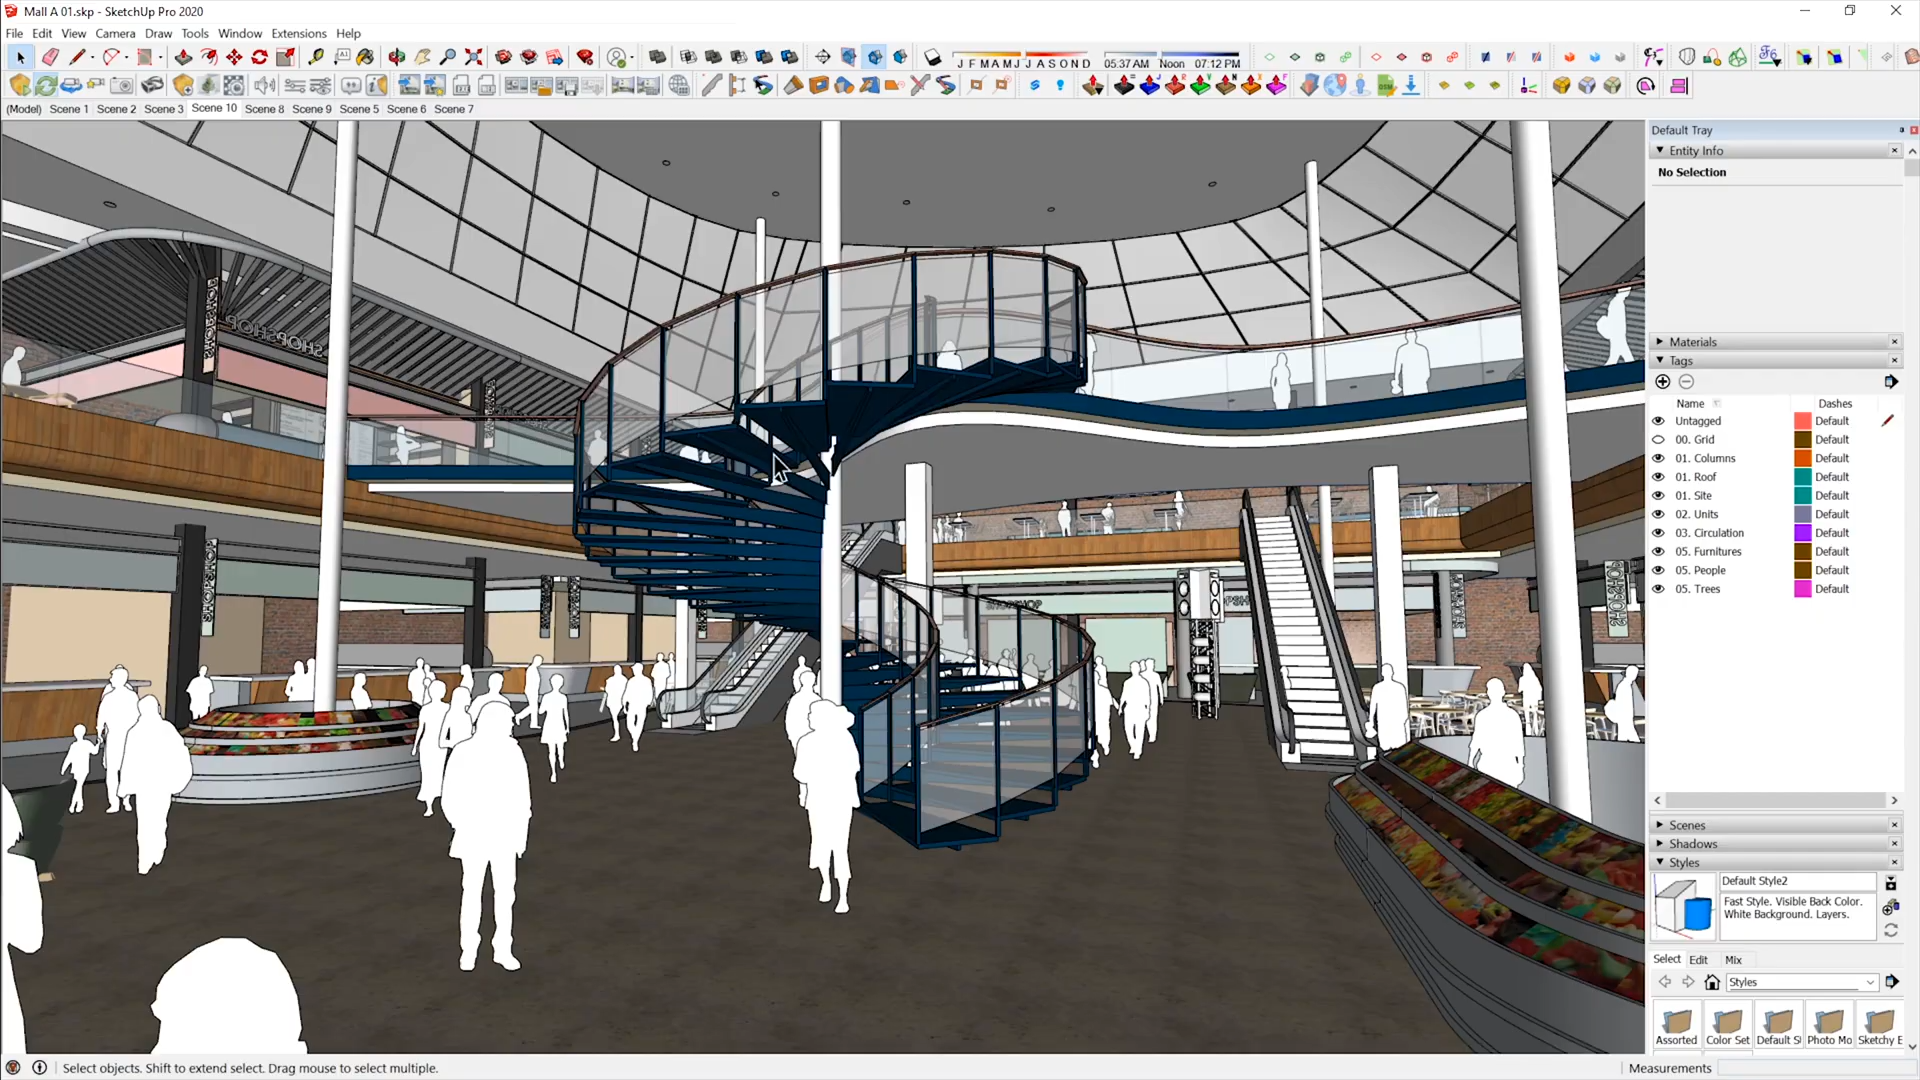 Mall A 01.skp - SketchUp Pro 2020
File Edit View Camera Draw Tools Window Extensions Help
J F M A M J J A S O N D 05:37 AM Noon 07:12 PM
(Model) Scene 1 Scene 2 Scene 3 Scene 10 Scene 8 Scene 9 Scene 5 Scene 6 Scene 7
Default Tray
Entity Info
No Selection
Materials
Tags
Name Dashes
Untagged Default
00. Grid Default
01. Columns Default
01. Roof Default
01. Site Default
02. Units Default
03. Circulation Default
05. Furnitures Default
05. People Default
05. Trees Default
Scenes
Shadows
Styles
Default Style2
Fast Style. Visible Back Color.
White Background. Layers.
Select Edit Mix
Styles
Assorted Color Set Default S Photo Mo Sketchy E
SHOPSHOP
SHOPSHOP
SHOPSHOP
SHOPSHOP
SHOPSHOP
Select objects. Shift to extend select. Drag mouse to select multiple.
Measurements